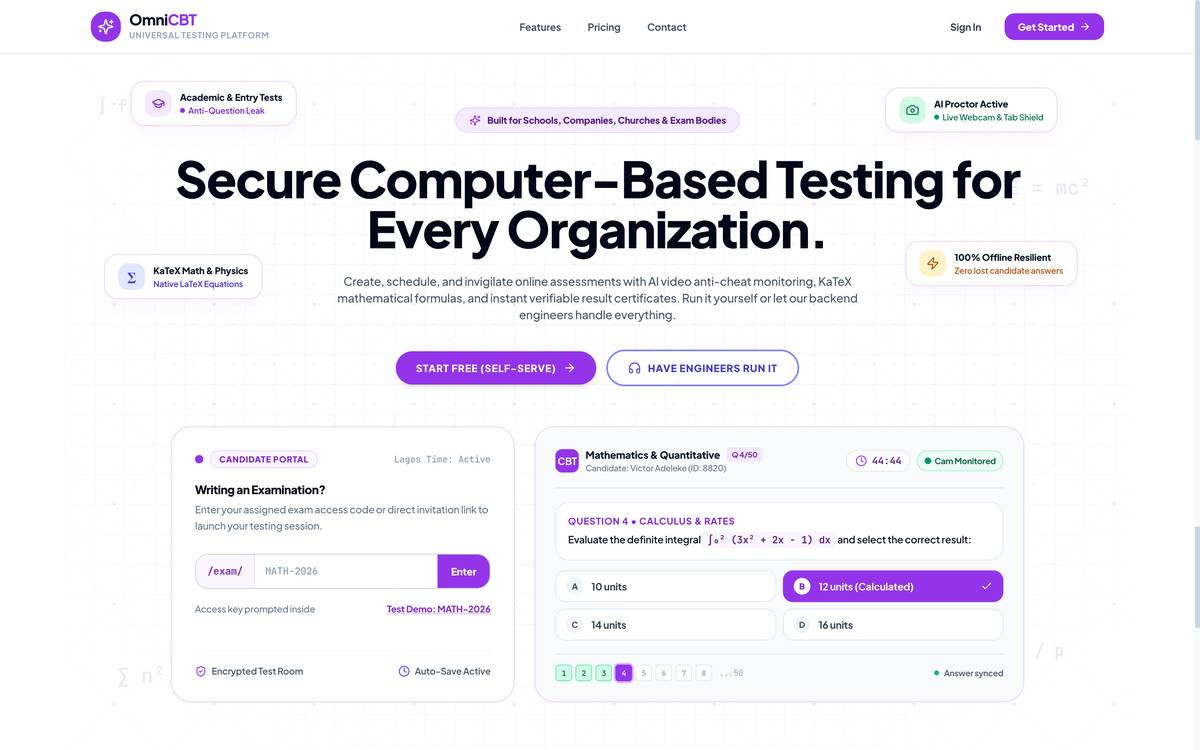 OmniCBT
UNIVERSAL TESTING PLATFORM
Features
Pricing
Contact
Sign In
Get Started
Academic & Entry Tests
Anti-Question Leak
Built for Schools, Companies, Churches & Exam Bodies
AI Proctor Active
Live Webcam & Tab Shield
Secure Computer-Based Testing for
Every Organization.
= mc²
KaTeX Math & Physics
Native LaTeX Equations
100% Offline Resilient
Zero lost candidate answers
Create, schedule, and invigilate online assessments with AI video anti-cheat monitoring, KaTeX
mathematical formulas, and instant verifiable result certificates. Run it yourself or let our backend
engineers handle everything.
START FREE (SELF-SERVE)
HAVE ENGINEERS RUN IT
CANDIDATE PORTAL
Lagos Time: Active
Writing an Examination?
Enter your assigned exam access code or direct invitation link to
launch your testing session.
/exam/
MATH-2026
Enter
Access key prompted inside
Test Demo: MATH-2026
Encrypted Test Room
Auto-Save Active
CBT
Mathematics & Quantitative
Q 4/50
Candidate: Victor Adeleke (ID: 8820)
44:44
Cam Monitored
QUESTION 4 • CALCULUS & RATES
Evaluate the definite integral ∫₀² (3x² + 2x - 1) dx and select the correct result:
A 10 units
B 12 units (Calculated)
C 14 units
D 16 units
1 2 3 4 5 6 7 8 ...50
Answer synced
∑ n²
/ p